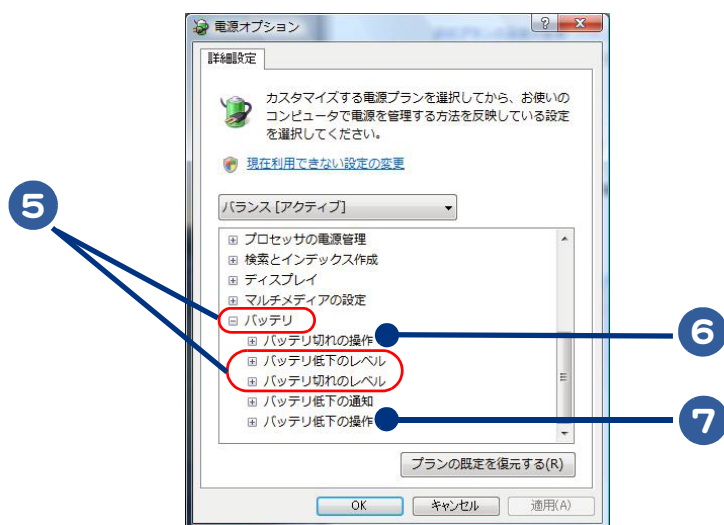 電源オプション
詳細設定
カスタマイズする電源プランを選択してから、お使いの
コンピュータで電源を管理する方法を反映している設定
を選択してください。
現在利用できない設定の変更
バランス [アクティブ]
プロセッサの電源管理
検索とインデックス作成
ディスプレイ
マルチメディアの設定
バッテリ
バッテリ切れの操作
バッテリ低下のレベル
バッテリ切れのレベル
バッテリ低下の通知
バッテリ低下の操作
プランの既定を復元する(R)
OK キャンセル 適用(A)
5
6
7